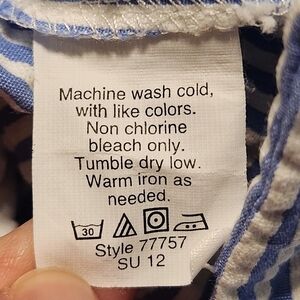 Machine wash cold,
with like colors.
Non chlorine
bleach only.
Tumble dry low.
Warm iron as
needed.
30
Style 77757
SU 12